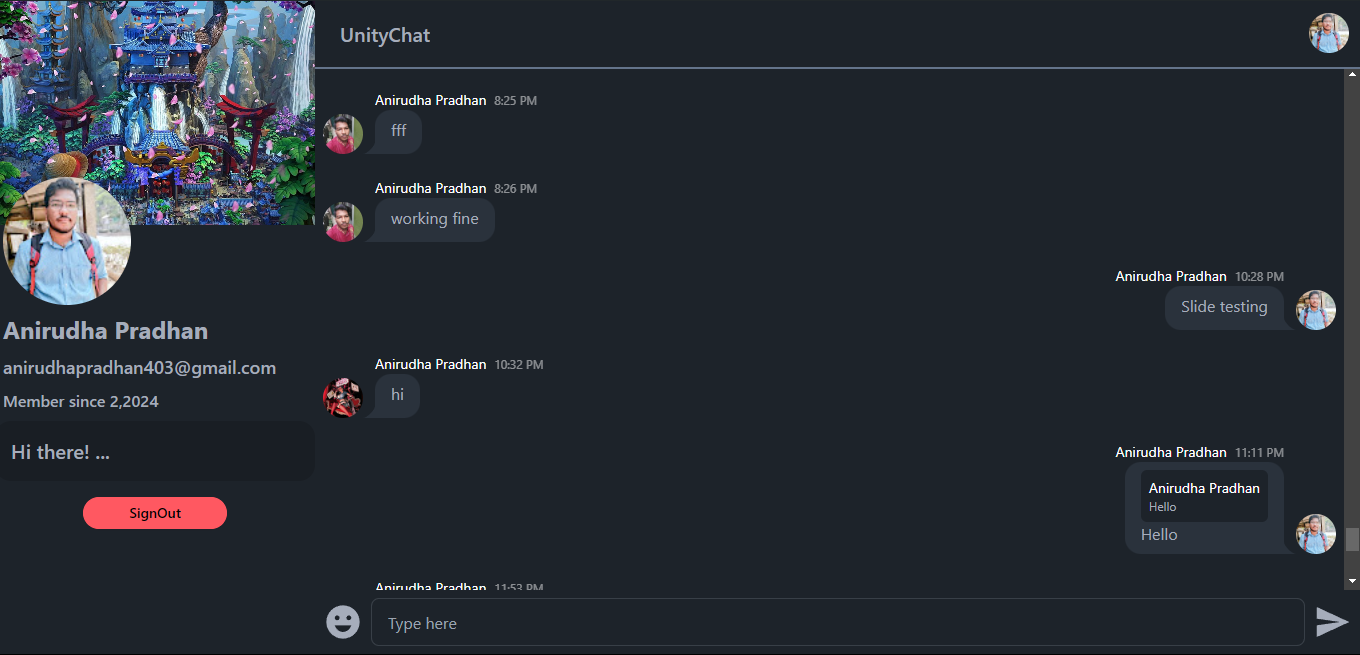 UnityChat
Anirudha Pradhan
anirudhapradhan403@gmail.com
Member since 2,2024
Hi there! ...
SignOut
Anirudha Pradhan 8:25 PM
fff
Anirudha Pradhan 8:26 PM
working fine
Anirudha Pradhan 10:28 PM
Slide testing
Anirudha Pradhan 10:32 PM
hi
Anirudha Pradhan 11:11 PM
Anirudha Pradhan
Hello
Hello
Anirudha Pradhan 11:53 PM
Type here